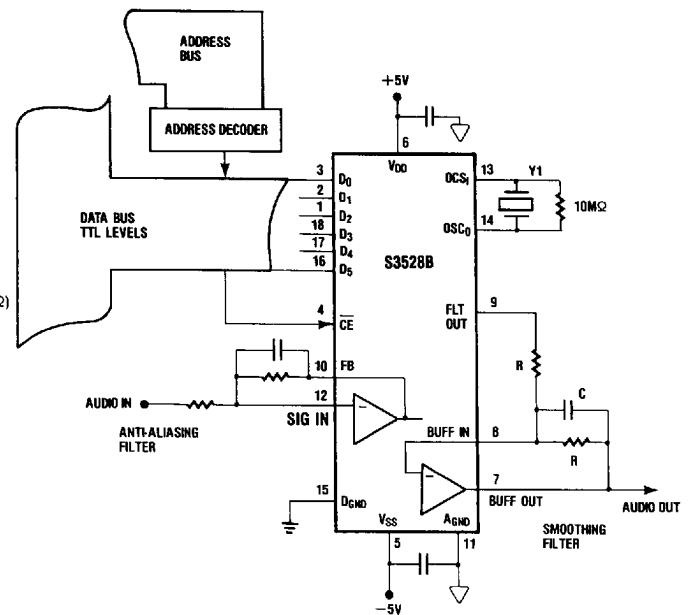 ADDRESS
BUS
ADDRESS DECODER
DATA BUS
TTL LEVELS
+5V
6
VDD
3 D0
2 D1
1 D2
18 D3
17 D4
16 D5
4 CE
OCSI 13 Y1
10MΩ
OSC0 14
S3528B
9
FLT
OUT
R
C
10 FB
12
SIG IN
AUDIO IN
ANTI-ALIASING
FILTER
BUFF IN 8
R
7
BUFF OUT
AUDIO OUT
SMOOTHING
FILTER
15 DGND
VSS AGND
5 11
−5V
Ω)